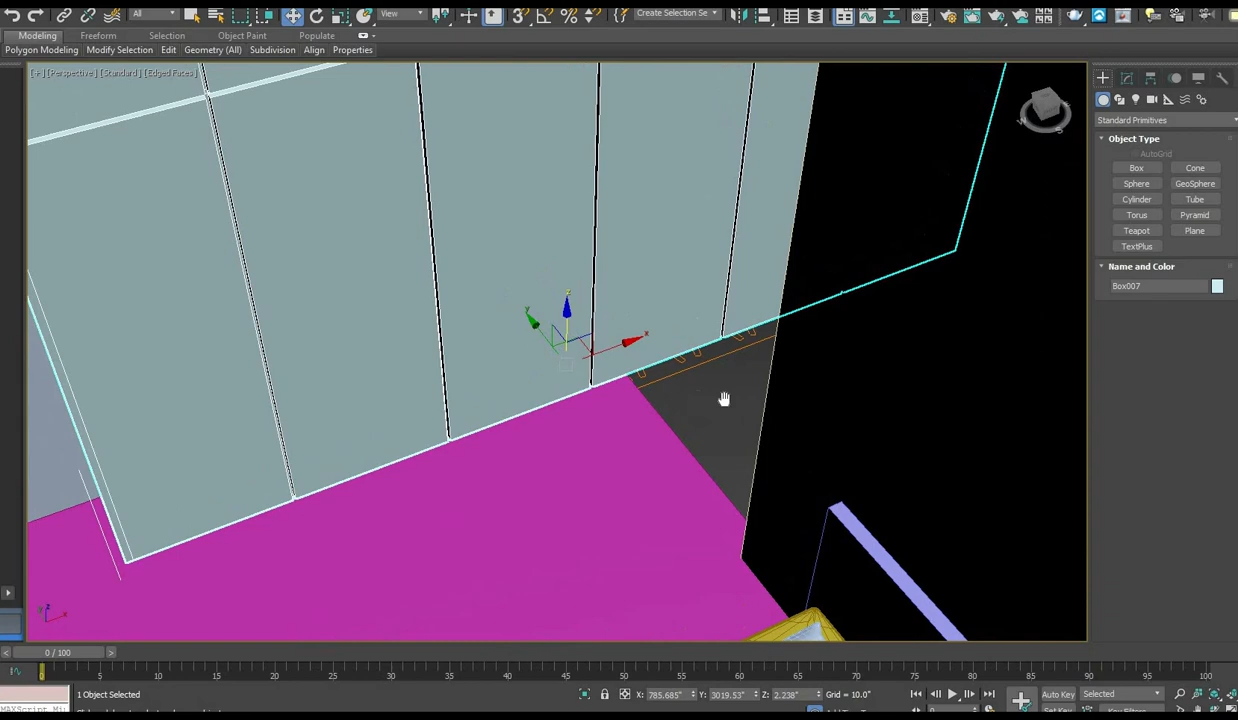 All
View
Create Selection Se
Modeling Freeform Selection Object Paint Populate
Polygon Modeling Modify Selection Edit Geometry (All) Subdivision Align Properties
[+] [Perspective] [Standard] [Edged Faces]
Standard Primitives
Object Type
AutoGrid
Box Cone
Sphere GeoSphere
Cylinder Tube
Torus Pyramid
Teapot Plane
TextPlus
Name and Color
Box007
z
y
x
W
S
z
y
x
< 0 / 100 >
0 5 10 15 20 25 30 35 40 45 50 55 60 65 70 75 80 85 90 95 100
1 Object Selected X: 785.685" Y: 3019.53" Z: 2.238" Grid = 10.0" Auto Key Selected
MAXScript Mi